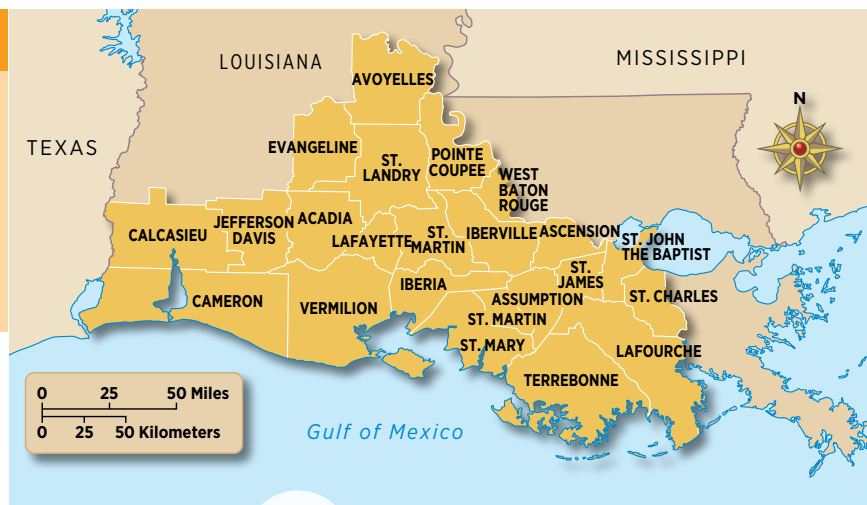 LOUISIANA
MISSISSIPPI
AVOYELLES
N
TEXAS
EVANGELINE
ST.
LANDRY
POINTE
COUPEE
WEST
BATON
ROUGE
CALCASIEU
JEFFERSON
DAVIS
ACADIA
LAFAYETTE
ST.
MARTIN
IBERVILLE
ASCENSION
ST. JOHN
THE BAPTIST
CAMERON
VERMILION
IBERIA
ST.
JAMES
ASSUMPTION
ST. CHARLES
ST. MARTIN
ST. MARY
LAFOURCHE
TERREBONNE
0 25 50 Miles
0 25 50 Kilometers
Gulf of Mexico